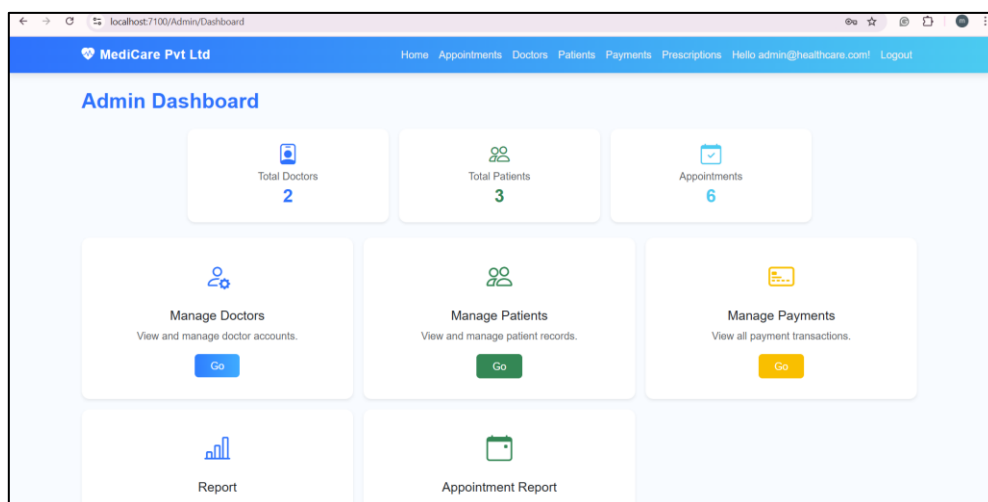 localhost:7100/Admin/Dashboard
MediCare Pvt Ltd
Home Appointments Doctors Patients Payments Prescriptions Hello admin@healthcare.com! Logout
Admin Dashboard
Total Doctors
2
Total Patients
3
Appointments
6
Manage Doctors
View and manage doctor accounts.
Go
Manage Patients
View and manage patient records.
Go
Manage Payments
View all payment transactions.
Go
Report
Appointment Report